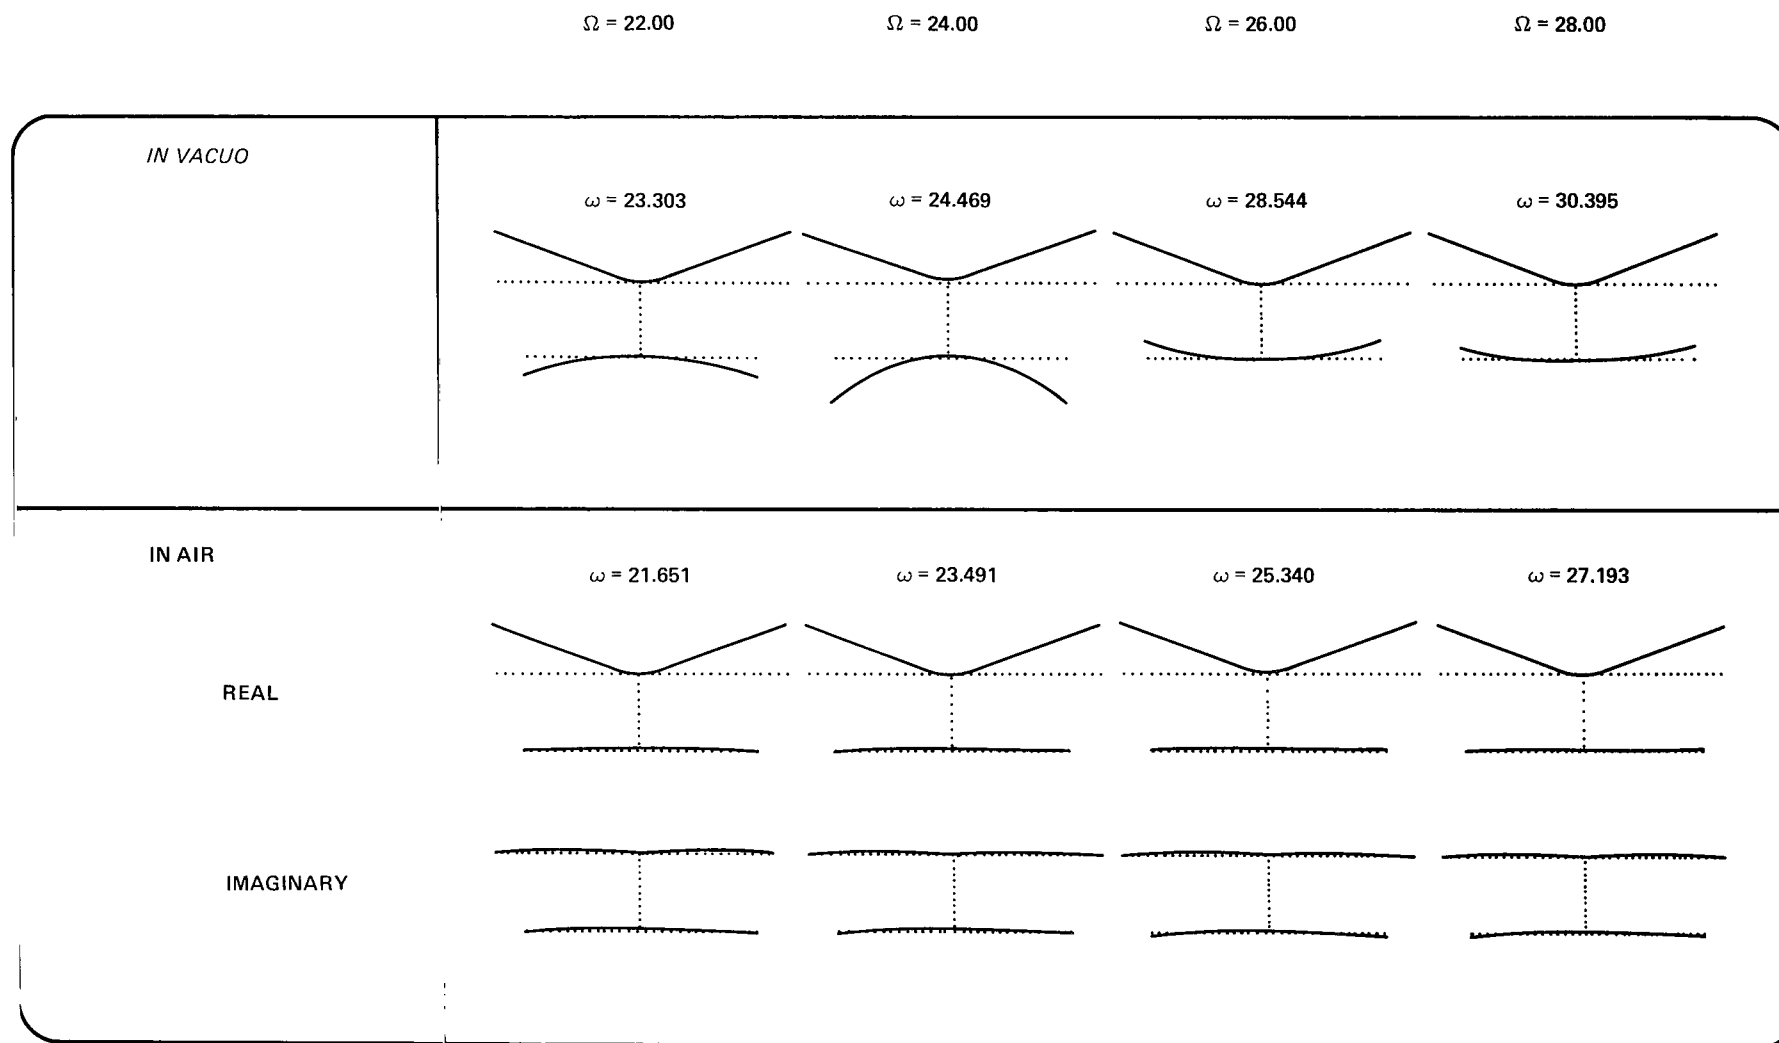 Ω = 22.00 Ω = 24.00 Ω = 26.00 Ω = 28.00
IN VACUO
ω = 23.303 ω = 24.469 ω = 28.544 ω = 30.395
IN AIR
ω = 21.651 ω = 23.491 ω = 25.340 ω = 27.193
REAL
IMAGINARY